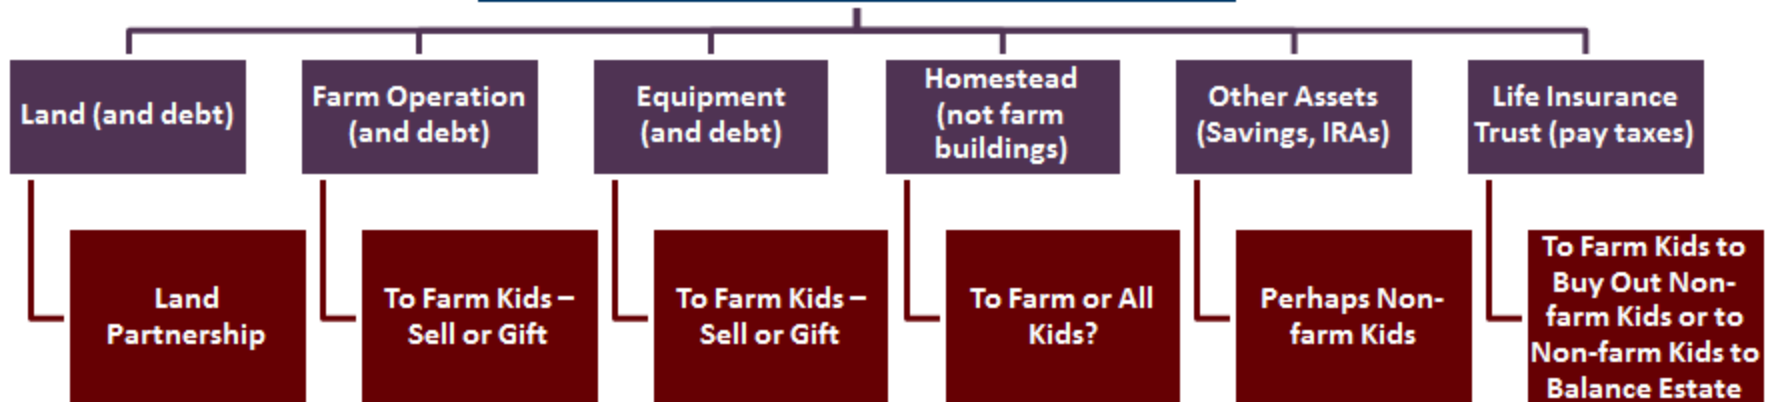 Land (and debt)
Farm Operation
(and debt)
Equipment
(and debt)
Homestead
(not farm
buildings)
Other Assets
(Savings, IRAs)
Life Insurance
Trust (pay taxes)
Land
Partnership
To Farm Kids –
Sell or Gift
To Farm Kids –
Sell or Gift
To Farm or All
Kids?
Perhaps Non-
farm Kids
To Farm Kids to
Buy Out Non-
farm Kids or to
Non-farm Kids to
Balance Estate